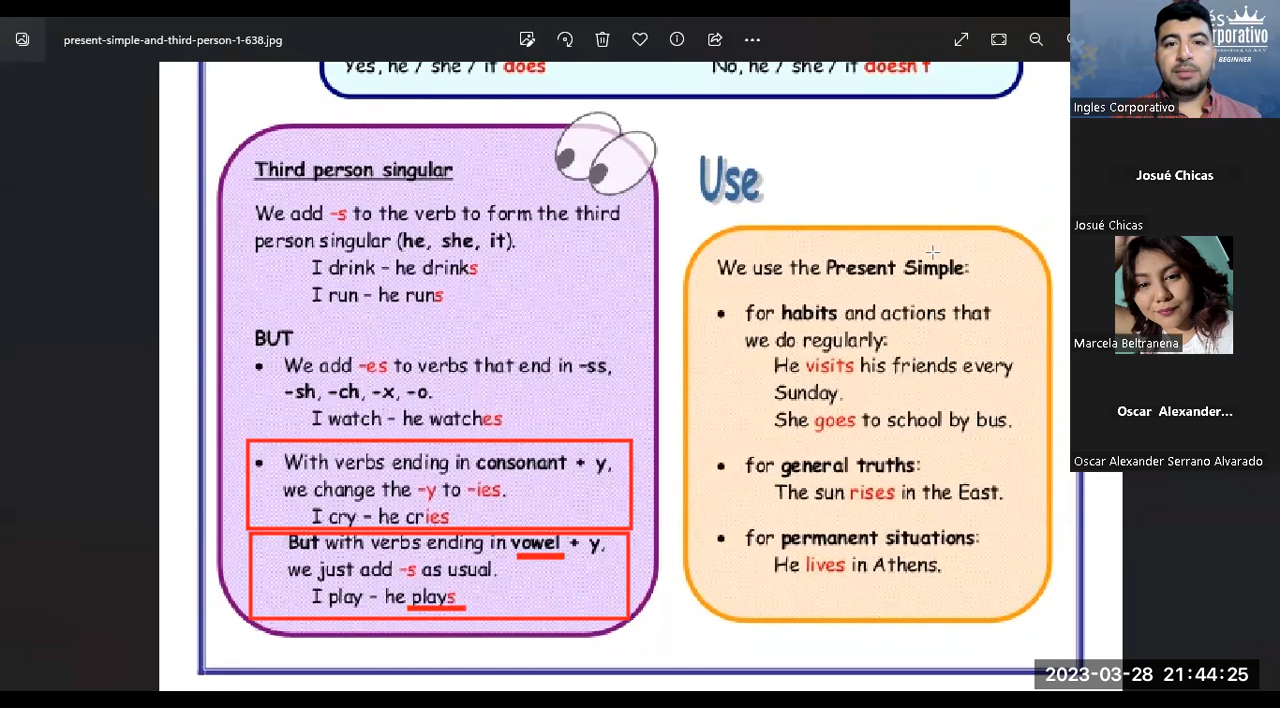 present-simple-and-third-person-1-638.jpg
Yes, he / she / it does
No, he / she / it doesn't
Third person singular
We add -s to the verb to form the third
person singular (he, she, it).
I drink – he drinks
I run – he runs
BUT
• We add -es to verbs that end in -ss,
-sh, -ch, -x, -o.
I watch – he watches
• With verbs ending in consonant + y,
we change the -y to -ies.
I cry – he cries
But with verbs ending in vowel + y,
we just add -s as usual.
I play – he plays
Use
We use the Present Simple:
• for habits and actions that
we do regularly:
He visits his friends every
Sunday.
She goes to school by bus.
• for general truths:
The sun rises in the East.
• for permanent situations:
He lives in Athens.
BEGINNER
Ingles Corporativo
Josué Chicas
Josué Chicas
Marcela Beltranena
Oscar Alexander...
Oscar Alexander Serrano Alvarado
2023-03-28 21:44:25